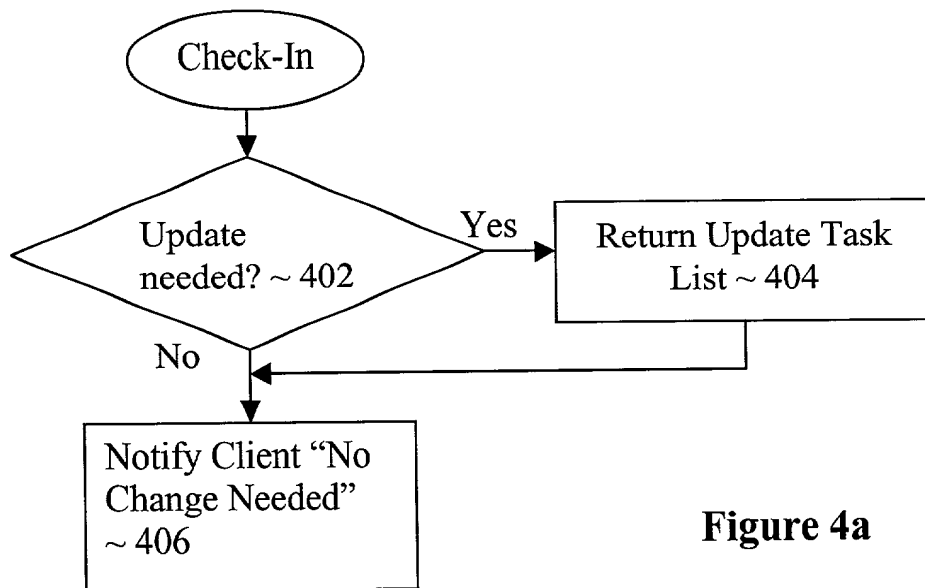 Check-In
Update
needed? ~ 402
Yes
Return Update Task
List ~ 404
No
Notify Client “No
Change Needed”
~ 406
Figure 4a